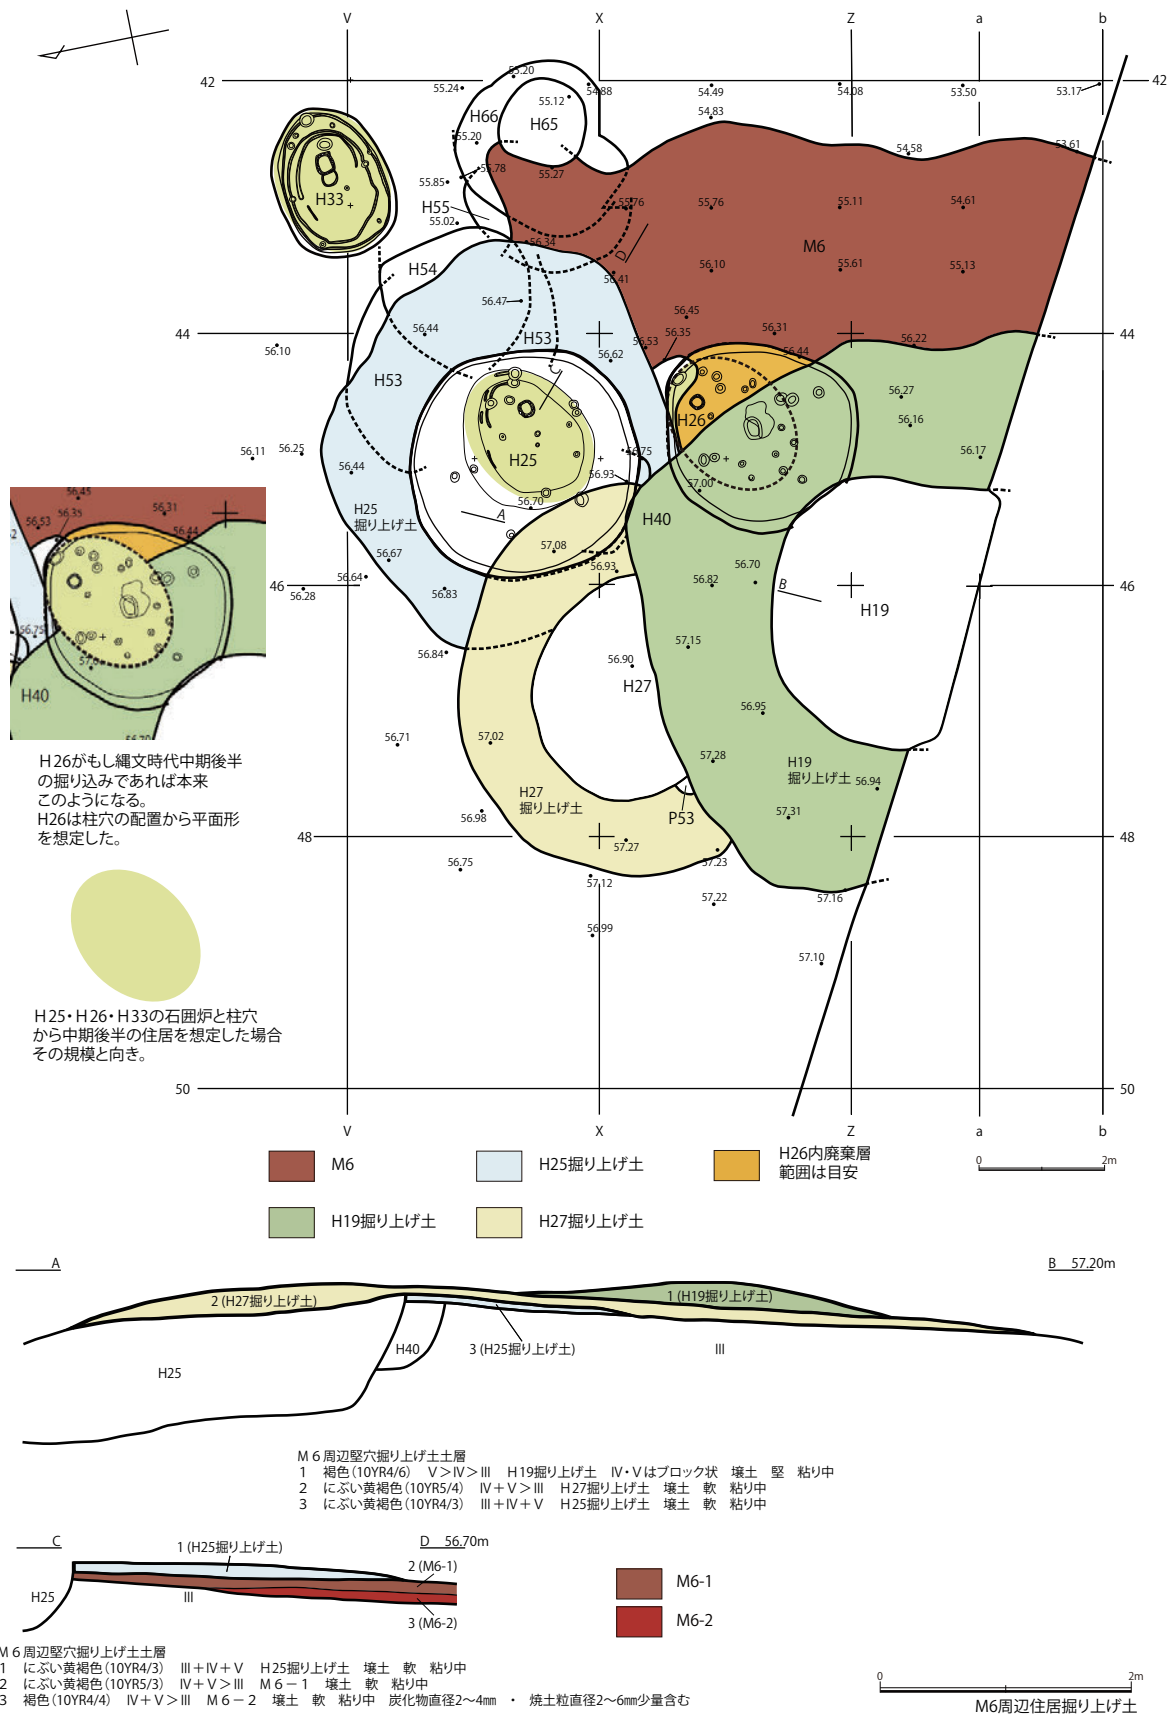 V X Z a b
42 42
55.20
55.24
55.12
54.88
54.49
54.08
53.50
53.17
H66
H65
54.83
55.20
54.58
53.61
55.78
55.27
55.85
H33
H55
55.76
55.76
55.11
54.61
55.02
56.34
D
M6
H54
56.41
56.10
55.61
55.13
56.47
56.44
56.45
56.35
56.31
44
H53
56.53
56.22
56.10
56.62
56.44
H53
C
56.27
H26
56.16
56.11
56.25
H25
56.75
56.17
56.44
56.93
57.00
56.70
A
H25
掘り上げ土
H40
57.08
56.67
56.93
56.70
B
46
56.64
56.82
H19
56.28
56.83
57.15
56.84
56.90
H27
56.95
56.71
57.02
57.28
H19
掘り上げ土
56.94
H27
掘り上げ土
57.31
56.98
P53
48 48
57.27
57.23
56.75
57.12
57.16
57.22
56.99
57.10
50 50
V X Z a b
56.45
56.35
56.31
56.53
56.44
56.75
H40
H26がもし縄文時代中期後半
の掘り込みであれば本来
このようになる。
H26は柱穴の配置から平面形
を想定した。
H25・H26・H33の石囲炉と柱穴
から中期後半の住居を想定した場合
その規模と向き。
M6 H25掘り上げ土 H26内廃棄層
範囲は目安
0 2m
H19掘り上げ土 H27掘り上げ土
A B 57.20m
2 (H27掘り上げ土) 1 (H19掘り上げ土)
H40 3 (H25掘り上げ土) III
H25
M6周辺竪穴掘り上げ土土層
1 褐色(10YR4/6) V＞IV＞III H19掘り上げ土 IV・Vはブロック状 壌土 堅 粘り中
2 にぶい黄褐色(10YR5/4) IV＋V＞III H27掘り上げ土 壌土 軟 粘り中
3 にぶい黄褐色(10YR4/3) III＋IV＋V H25掘り上げ土 壌土 軟 粘り中
C D 56.70m
1 (H25掘り上げ土)
2 (M6-1)
H25 III
3 (M6-2)
M6-1
M6-2
M6周辺竪穴掘り上げ土土層
1 にぶい黄褐色(10YR4/3) III＋IV＋V H25掘り上げ土 壌土 軟 粘り中
2 にぶい黄褐色(10YR5/3) IV＋V＞III M6－1 壌土 軟 粘り中
3 褐色(10YR4/4) IV＋V＞III M6－2 壌土 軟 粘り中 炭化物直径2～4㎜ ・ 焼土粒直径2～6㎜少量含む
0 2m
M6周辺住居掘り上げ土